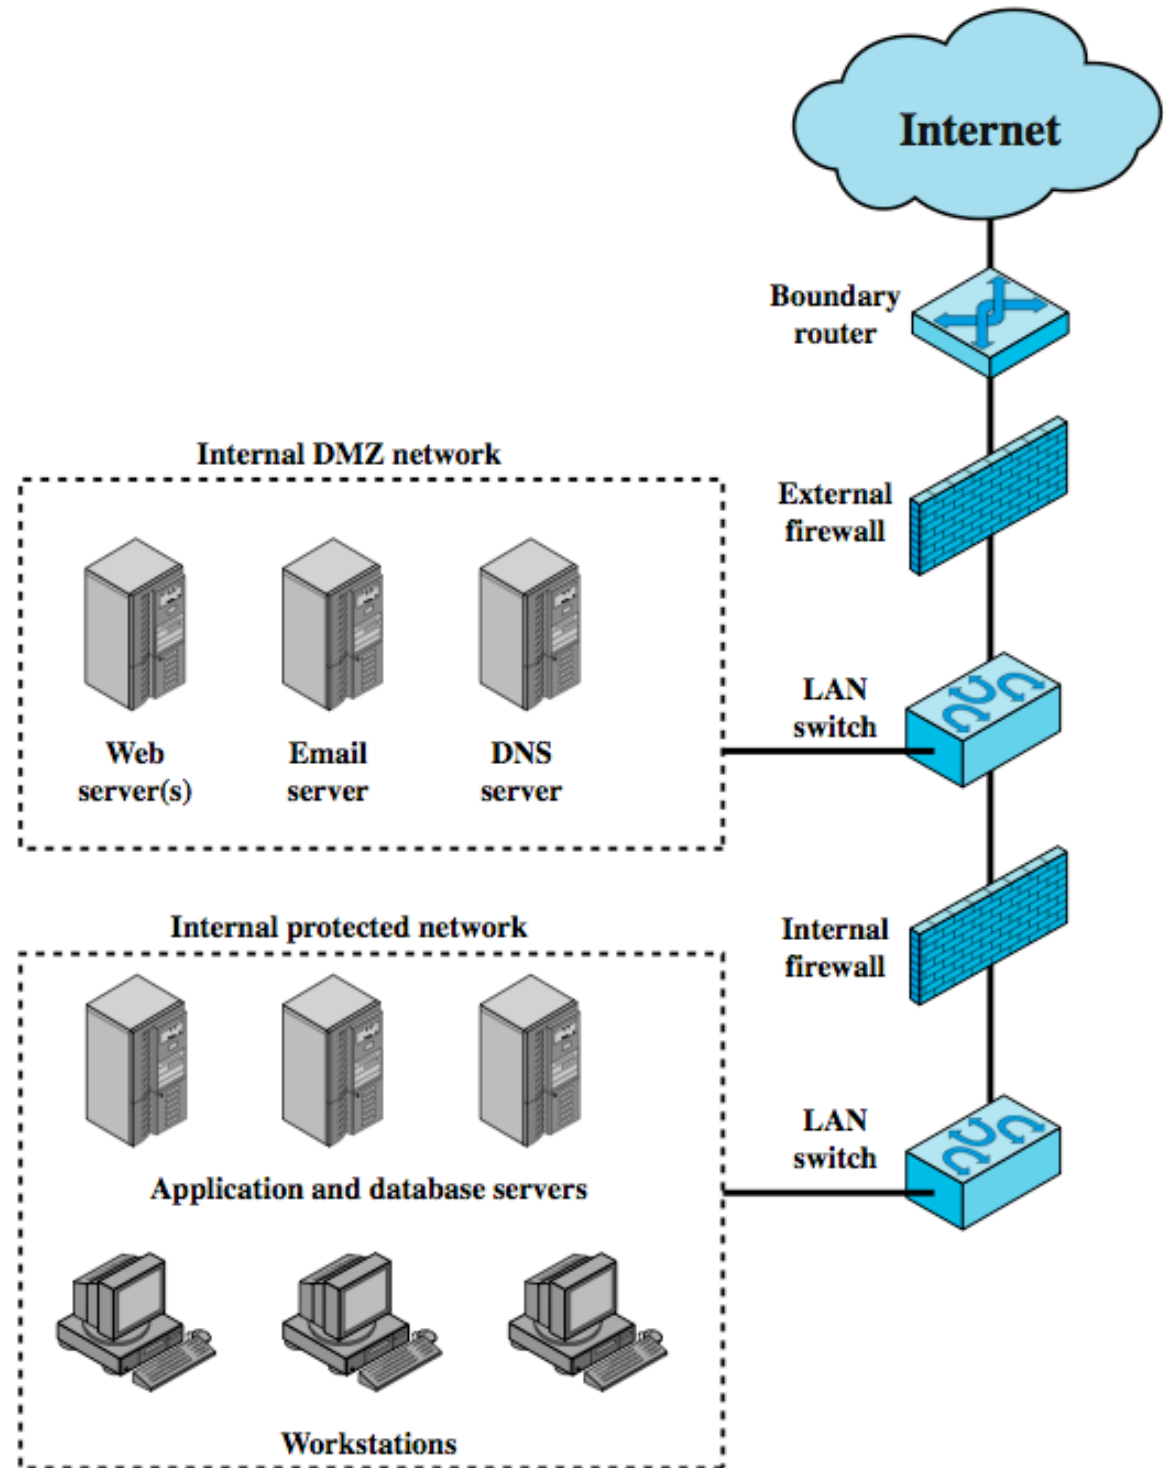 Internet
Boundary
router
Internal DMZ network
External
firewall
LAN
switch
Web
server(s)
Email
server
DNS
server
Internal protected network
Internal
firewall
LAN
switch
Application and database servers
Workstations